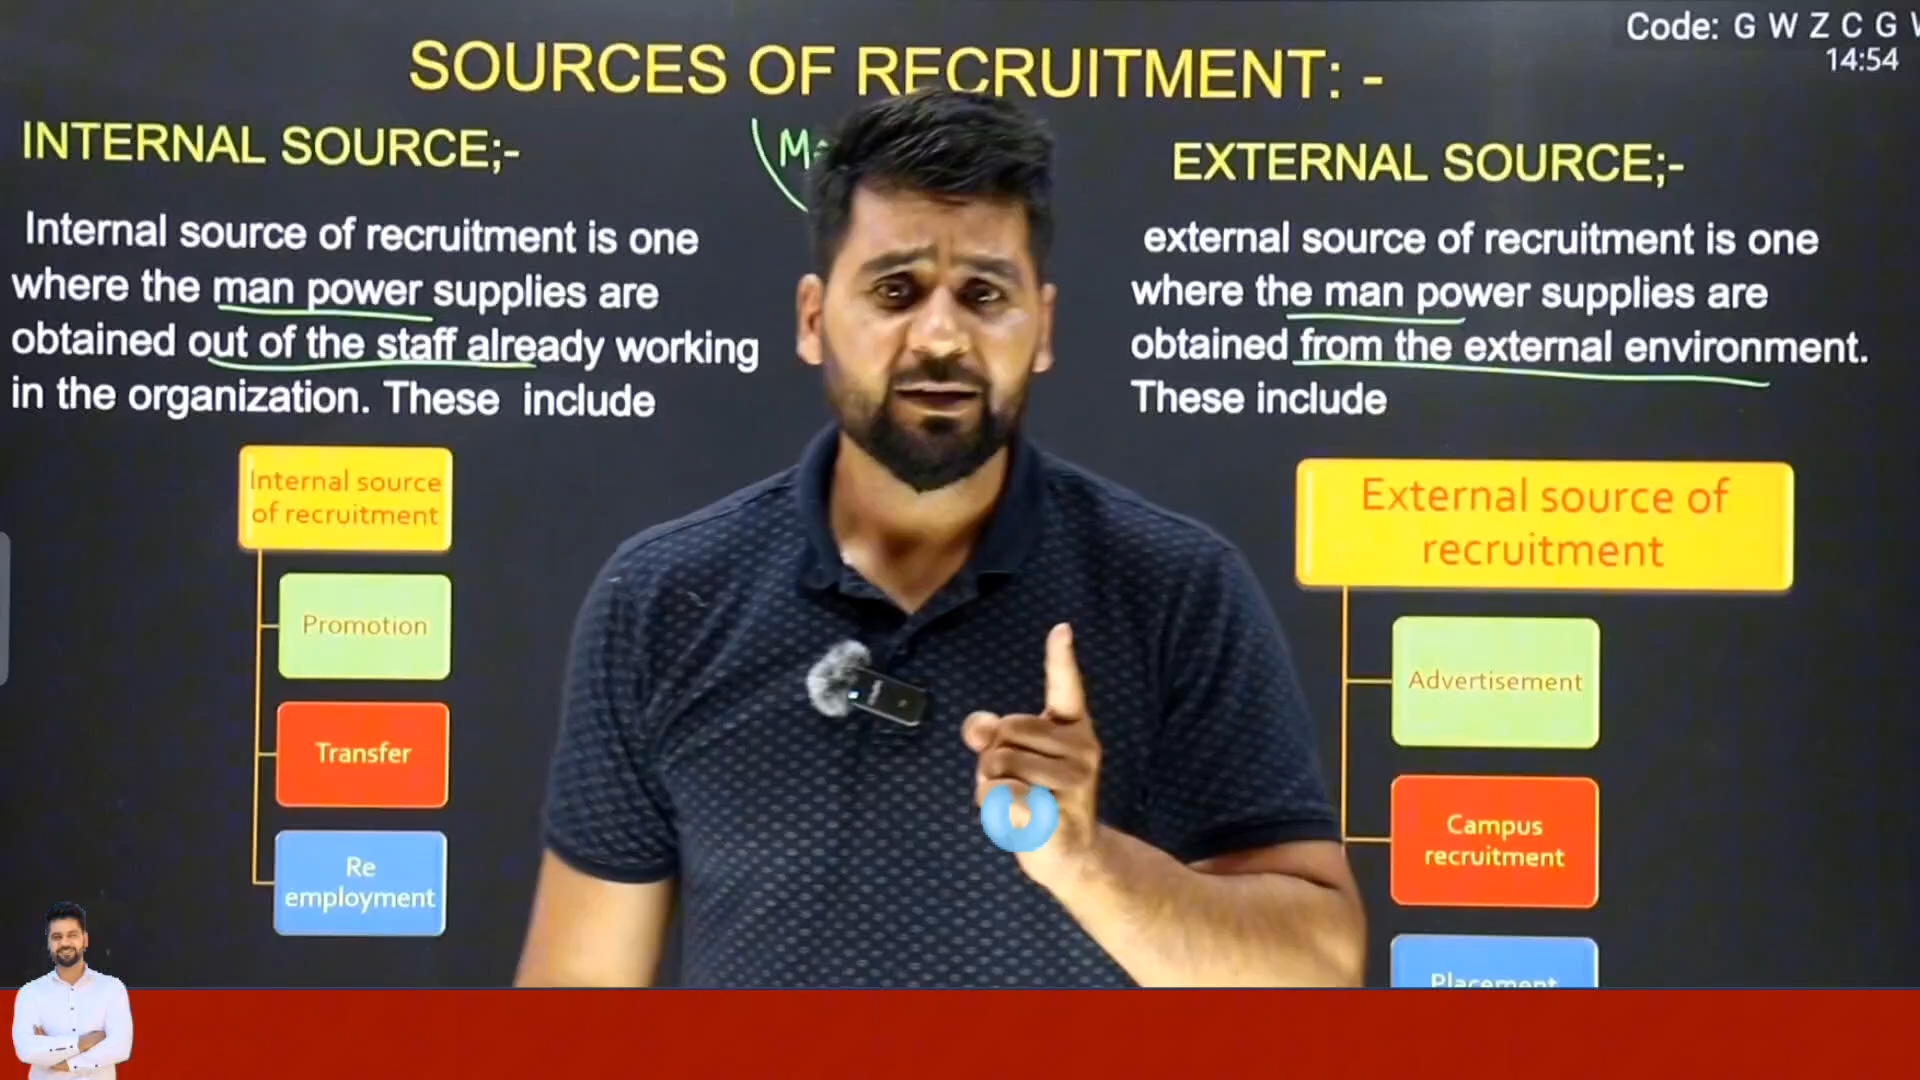 Code: G W Z C G
14:54
SOURCES OF RECRUITMENT: -
INTERNAL SOURCE;-
Internal source of recruitment is one
where the man power supplies are
obtained out of the staff already working
in the organization. These include
Internal source
of recruitment
Promotion
Transfer
Re
employment
EXTERNAL SOURCE;-
external source of recruitment is one
where the man power supplies are
obtained from the external environment.
These include
External source of
recruitment
Advertisement
Campus
recruitment
Placement